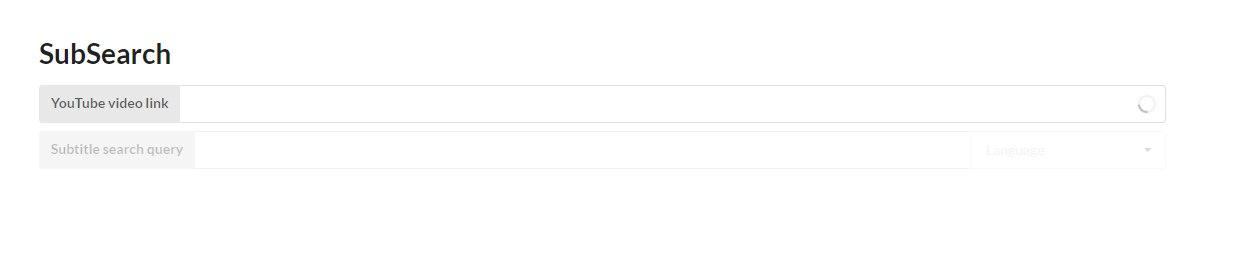 SubSearch
YouTube video link
Subtitle search query
Language